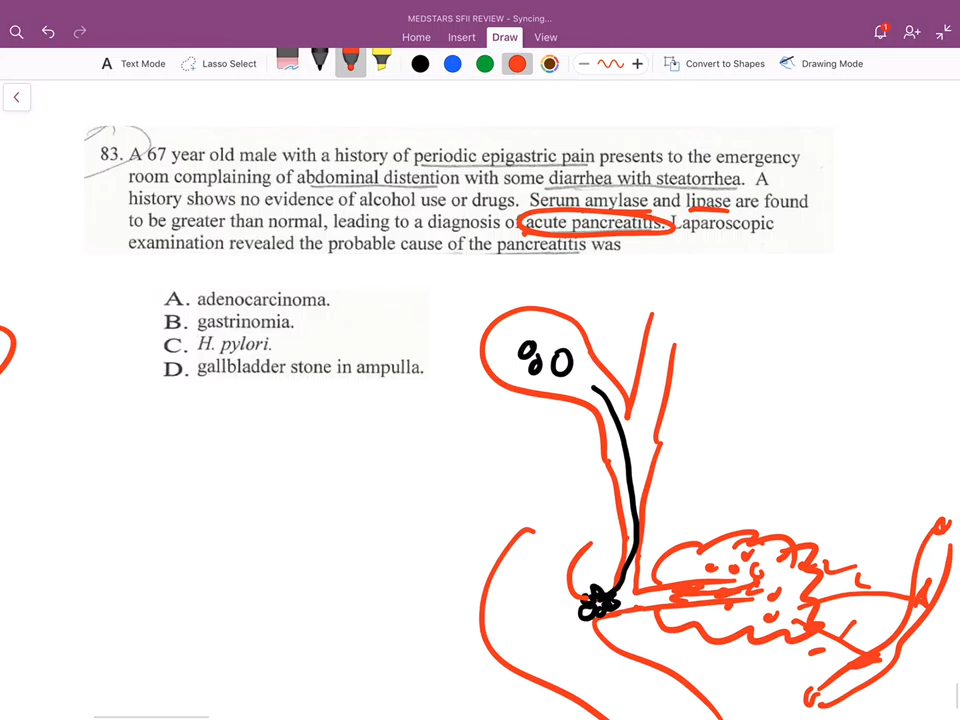 MEDSTARS SFII REVIEW - Syncing...
Home Insert Draw View
1
A Text Mode Lasso Select Convert to Shapes Drawing Mode
83. A 67 year old male with a history of periodic epigastric pain presents to the emergency
room complaining of abdominal distention with some diarrhea with steatorrhea. A
history shows no evidence of alcohol use or drugs. Serum amylase and lipase are found
to be greater than normal, leading to a diagnosis of acute pancreatitis. Laparoscopic
examination revealed the probable cause of the pancreatitis was
A. adenocarcinoma.
B. gastrinomia.
C. H. pylori.
D. gallbladder stone in ampulla.